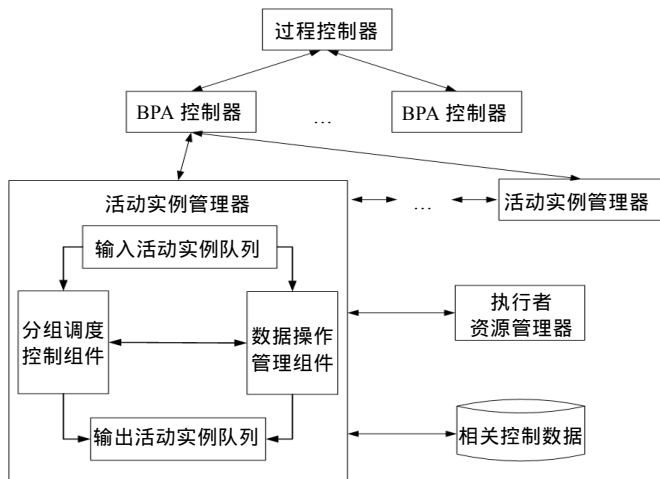 过程控制器
BPA 控制器
…
BPA 控制器
活动实例管理器
…
活动实例管理器
输入活动实例队列
分组调度
控制组件
数据操作
管理组件
执行者
资源管理器
输出活动实例队列
相关控制数据